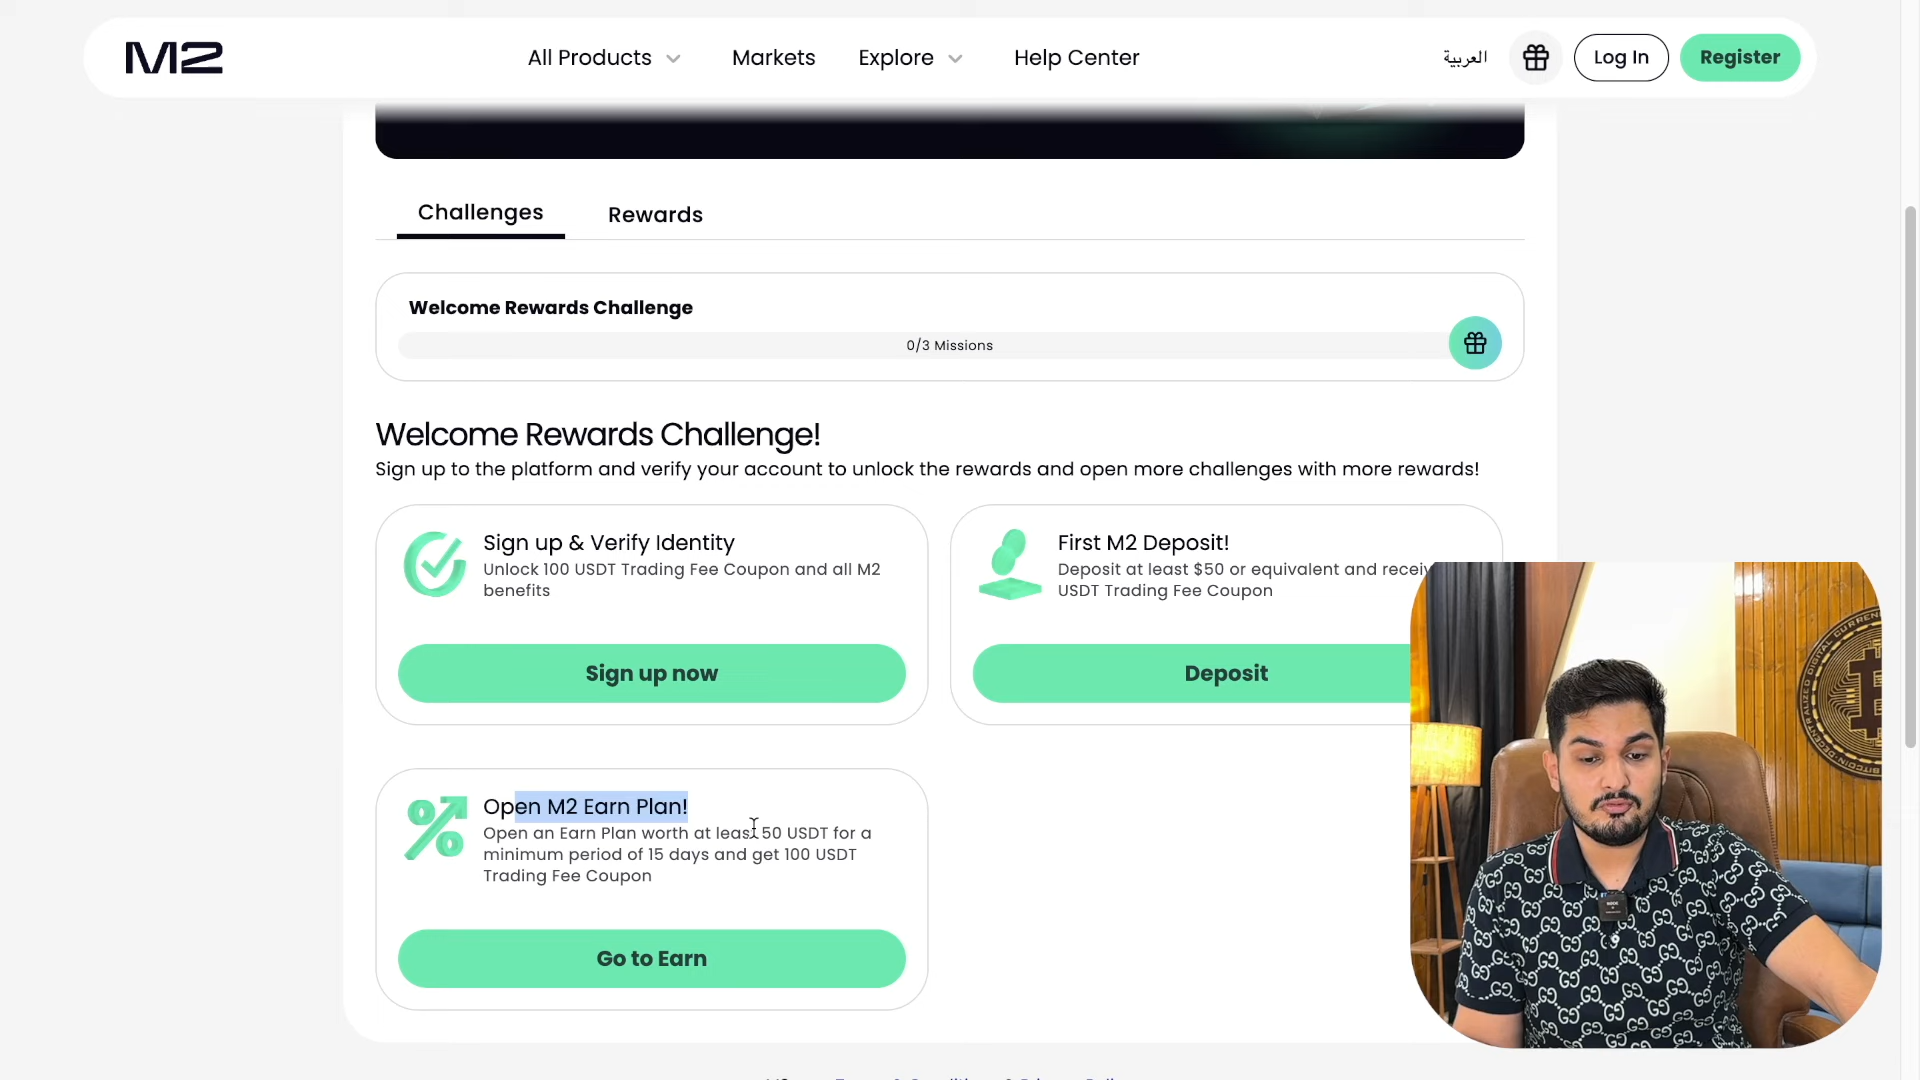 M2
All Products
Markets
Explore
Help Center
العربية
Log In
Register
Challenges
Rewards
Welcome Rewards Challenge
0/3 Missions
Welcome Rewards Challenge!
Sign up to the platform and verify your account to unlock the rewards and open more challenges with more rewards!
Sign up & Verify Identity
Unlock 100 USDT Trading Fee Coupon and all M2
benefits
Sign up now
First M2 Deposit!
Deposit at least $50 or equivalent and
USDT Trading Fee Coupon
Deposit
Open M2 Earn Plan!
Open an Earn Plan worth at least 50 USDT for a
minimum period of 15 days and get 100 USDT
Trading Fee Coupon
Go to Earn